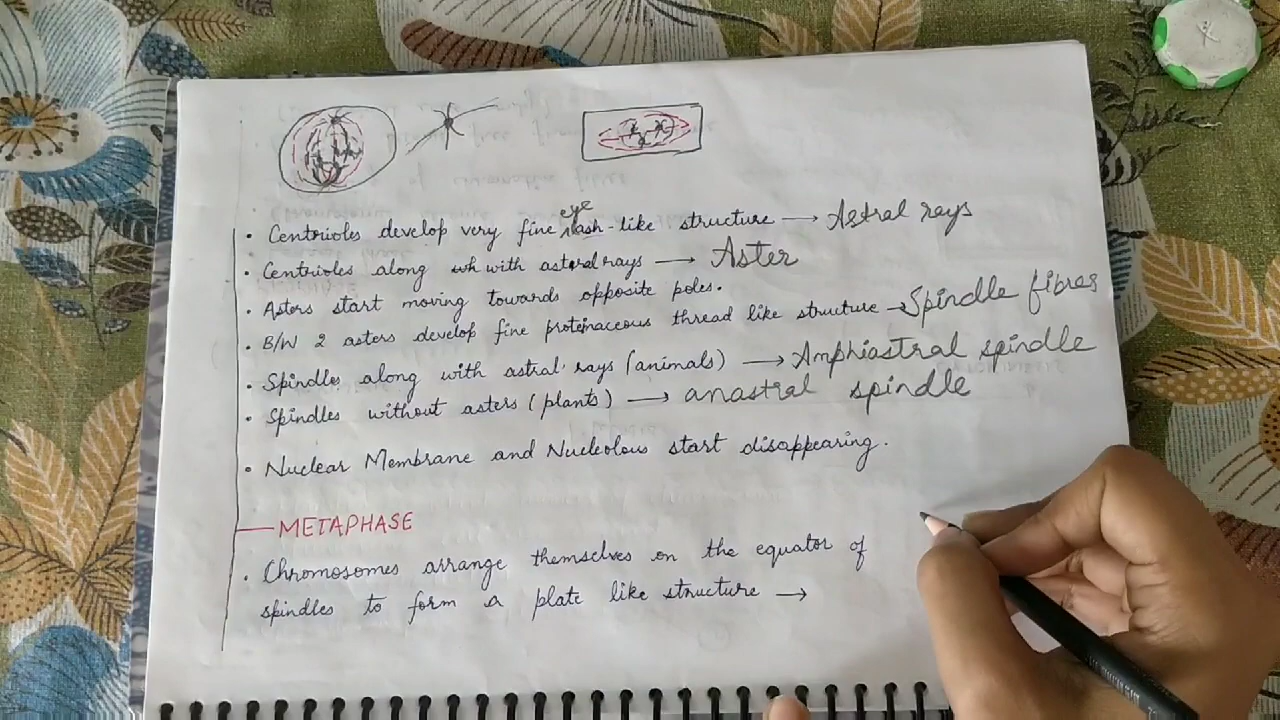 • Centrioles develop very fine eye lash-like structure → Astral rays
• Centrioles along with astral rays → Aster
• Asters start moving towards opposite poles.
• B/W 2 asters develop fine proteinaceous thread like structure → Spindle fibres
• Spindles along with astral rays (animals) → Amphiastral spindle
• Spindles without asters (plants) → anastral spindle
• Nuclear Membrane and Nucleolous start disappearing.
METAPHASE
• Chromosomes arrange themselves on the equator of
spindles to form a plate like structure →